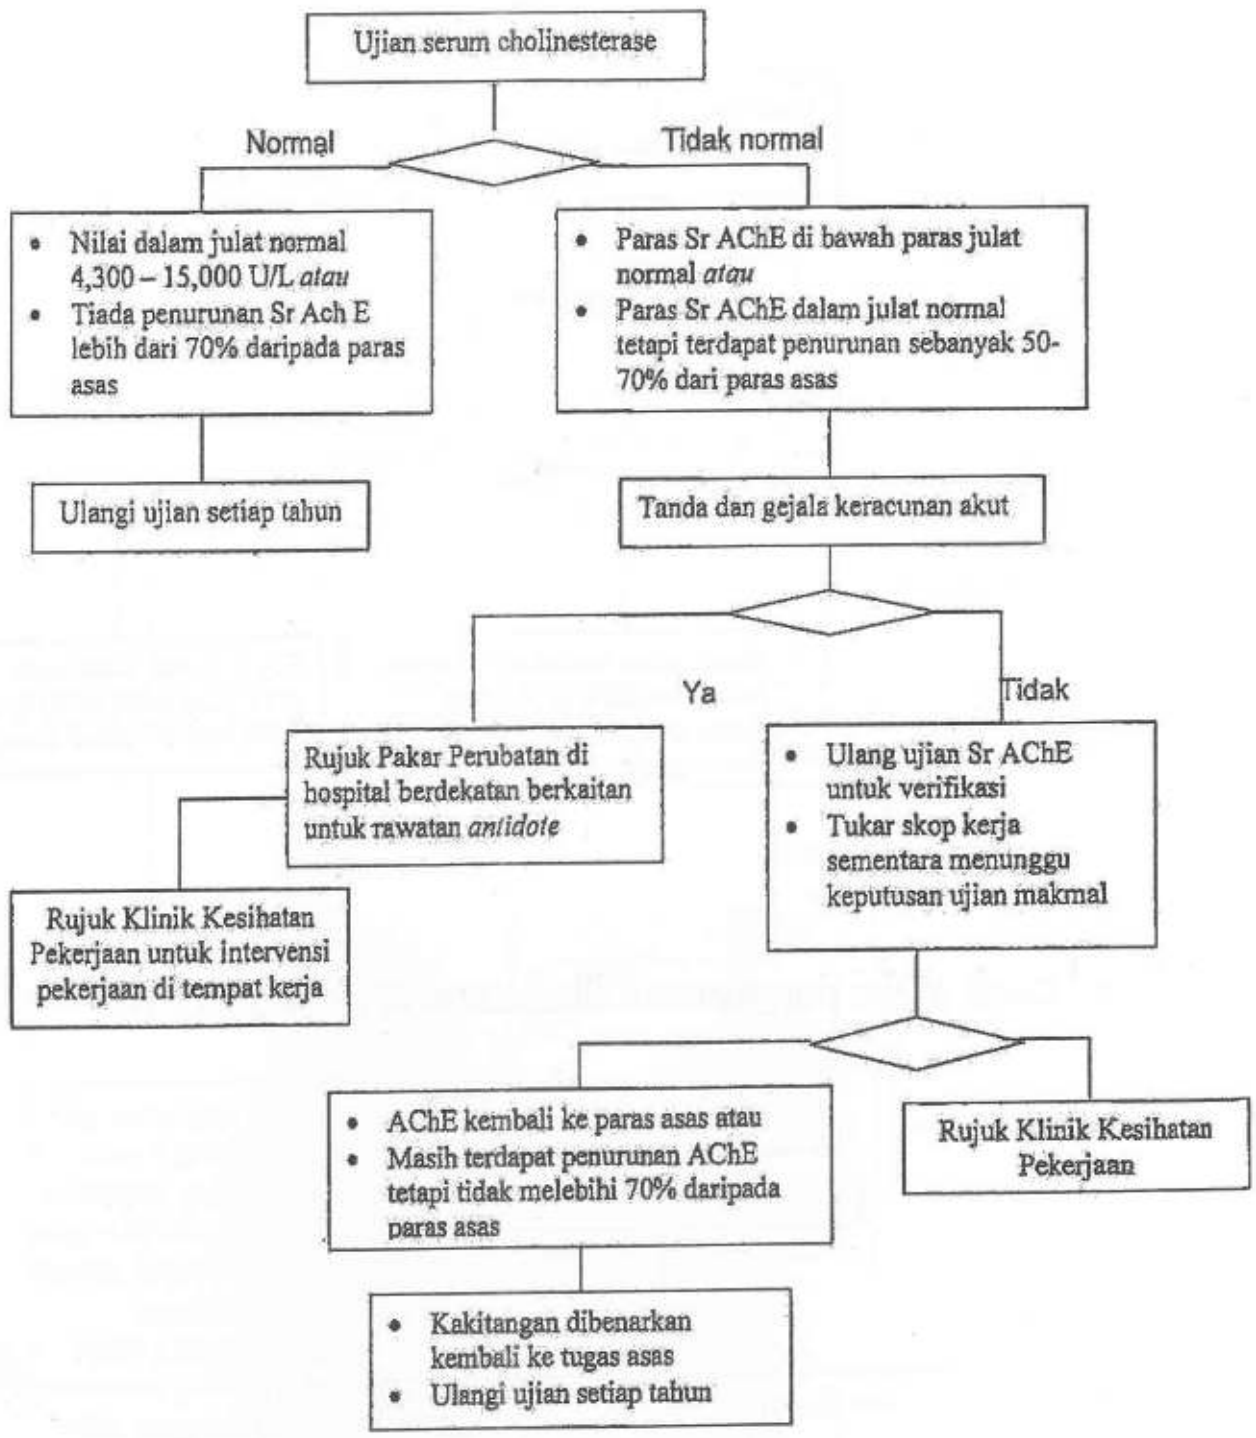 Ujian serum cholinesterase
Normal
Tidak normal
• Nilai dalam julat normal
4,300 – 15,000 U/L atau
• Tiada penurunan Sr Ach E
lebih dari 70% daripada paras
asas
• Paras Sr AChE di bawah paras julat
normal atau
• Paras Sr AChE dalam julat normal
tetapi terdapat penurunan sebanyak 50-
70% dari paras asas
Ulangi ujian setiap tahun
Tanda dan gejala keracunan akut
Ya
Tidak
Rujuk Pakar Perubatan di
hospital berdekatan berkaitan
untuk rawatan antidote
• Ulang ujian Sr AChE
untuk verifikasi
• Tukar skop kerja
sementara menunggu
keputusan ujian makmal
Rujuk Klinik Kesihatan
Pekerjaan untuk intervensi
pekerjaan di tempat kerja
• AChE kembali ke paras asas atau
• Masih terdapat penurunan AChE
tetapi tidak melebihi 70% daripada
paras asas
Rujuk Klinik Kesihatan
Pekerjaan
• Kakitangan dibenarkan
kembali ke tugas asas
• Ulangi ujian setiap tahun